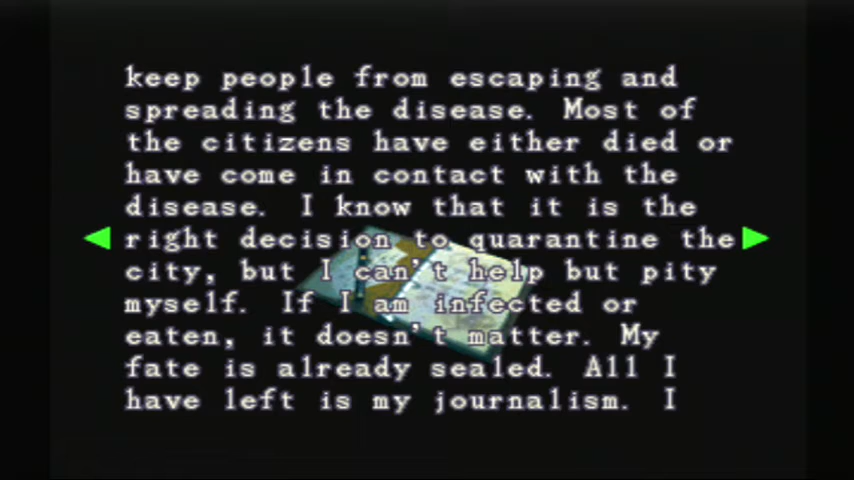 keep people from escaping and
spreading the disease. Most of
the citizens have either died or
have come in contact with the
disease. I know that it is the
right decision to quarantine the
city, but I can't help but pity
myself. If I am infected or
eaten, it doesn't matter. My
fate is already sealed. All I
have left is my journalism. I